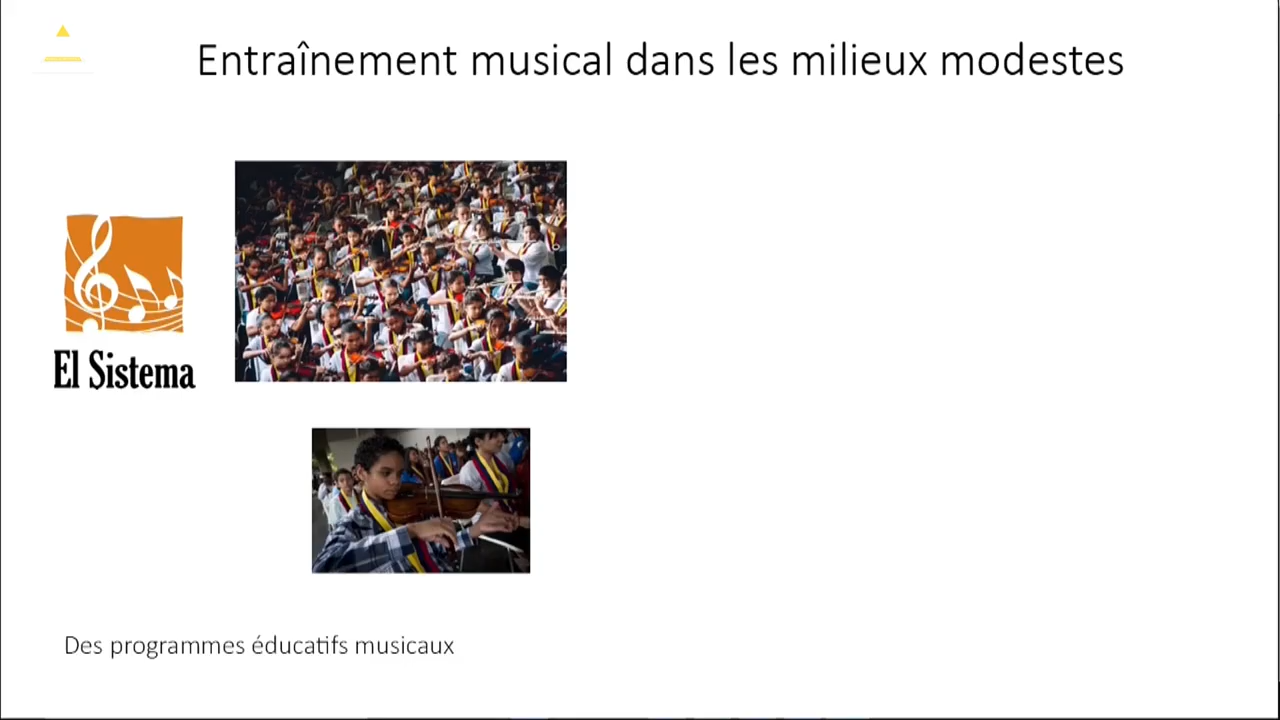 Entraînement musical dans les milieux modestes
El Sistema
Des programmes éducatifs musicaux